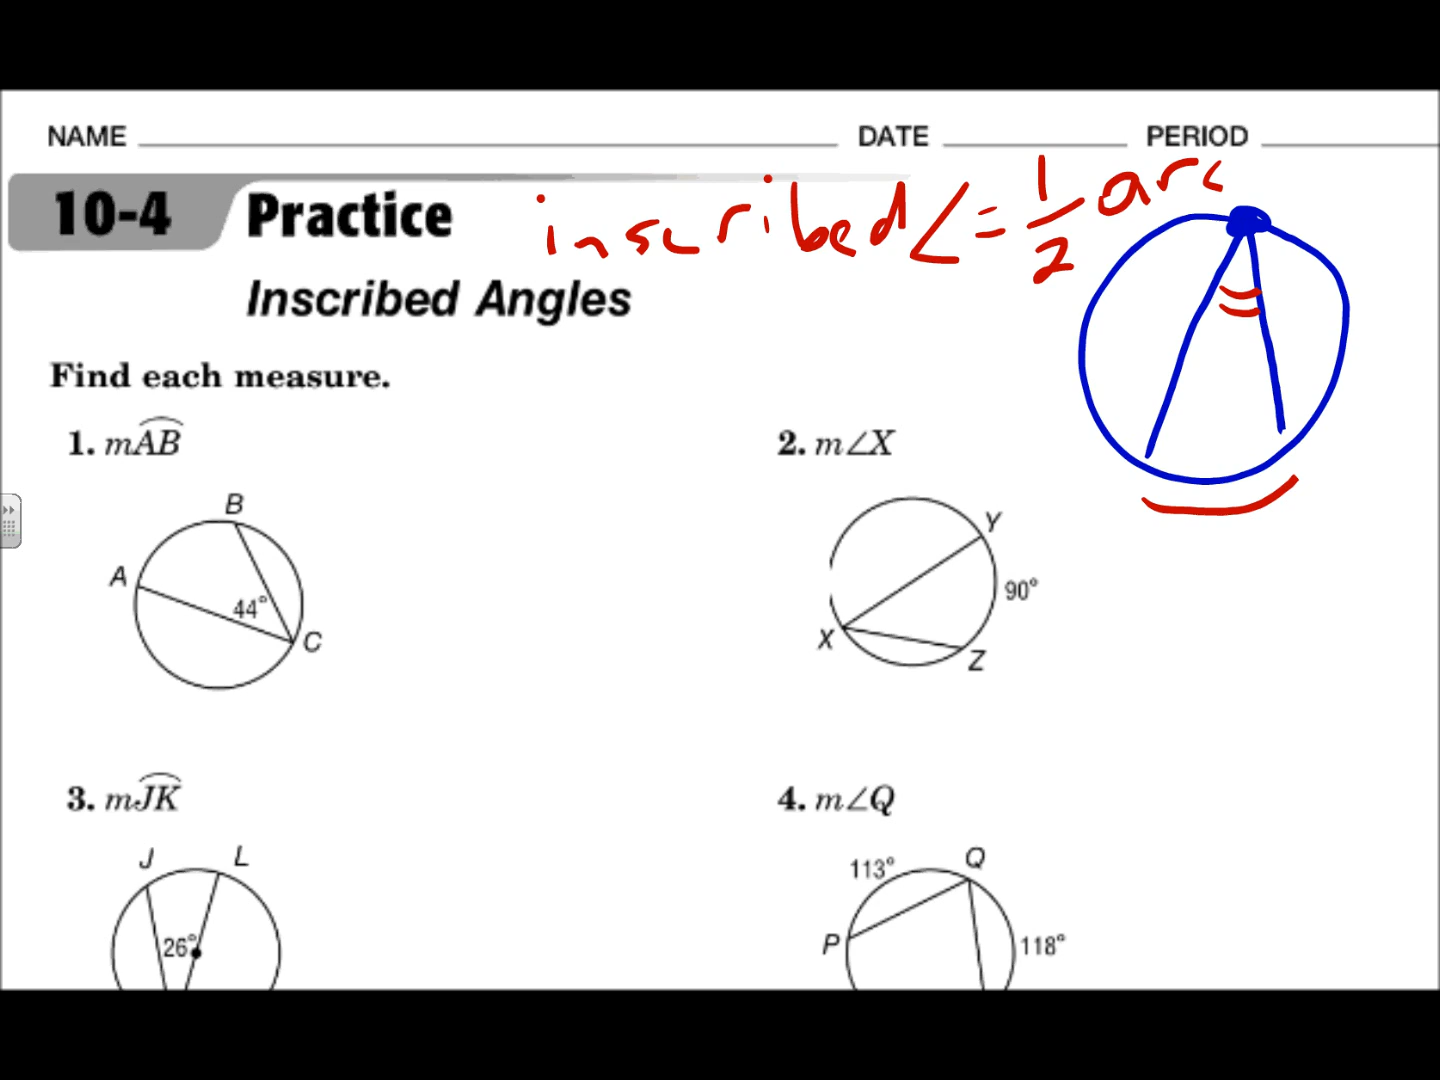 NAME DATE PERIOD
10-4 Practice inscribed∠=1/2 arc
Inscribed Angles
Find each measure.
1. mAB
2. m∠X
B
A
44°
C
Y
90°
X
Z
3. mJK
4. m∠Q
J L
26°
113° Q
P
118°